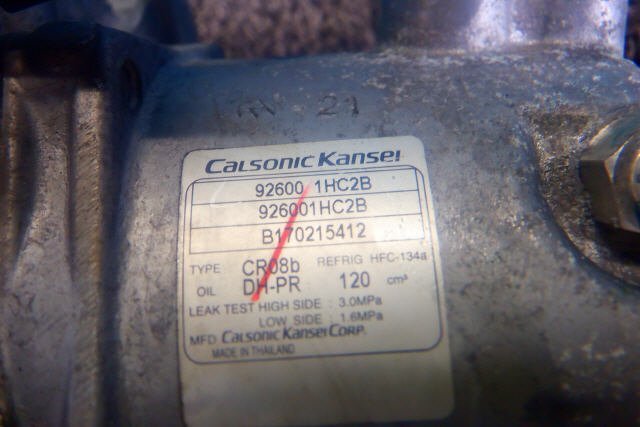 21
Calsonic Kansei
92600 1HC2B
926001HC2B
B170215412
TYPE CR08b REFRIG HFC-134a
OIL DH-PR 120 cm³
LEAK TEST HIGH SIDE : 3.0MPa
LOW SIDE : 1.6MPa
MFD Calsonic Kansei Corp.
MADE IN THAILAND